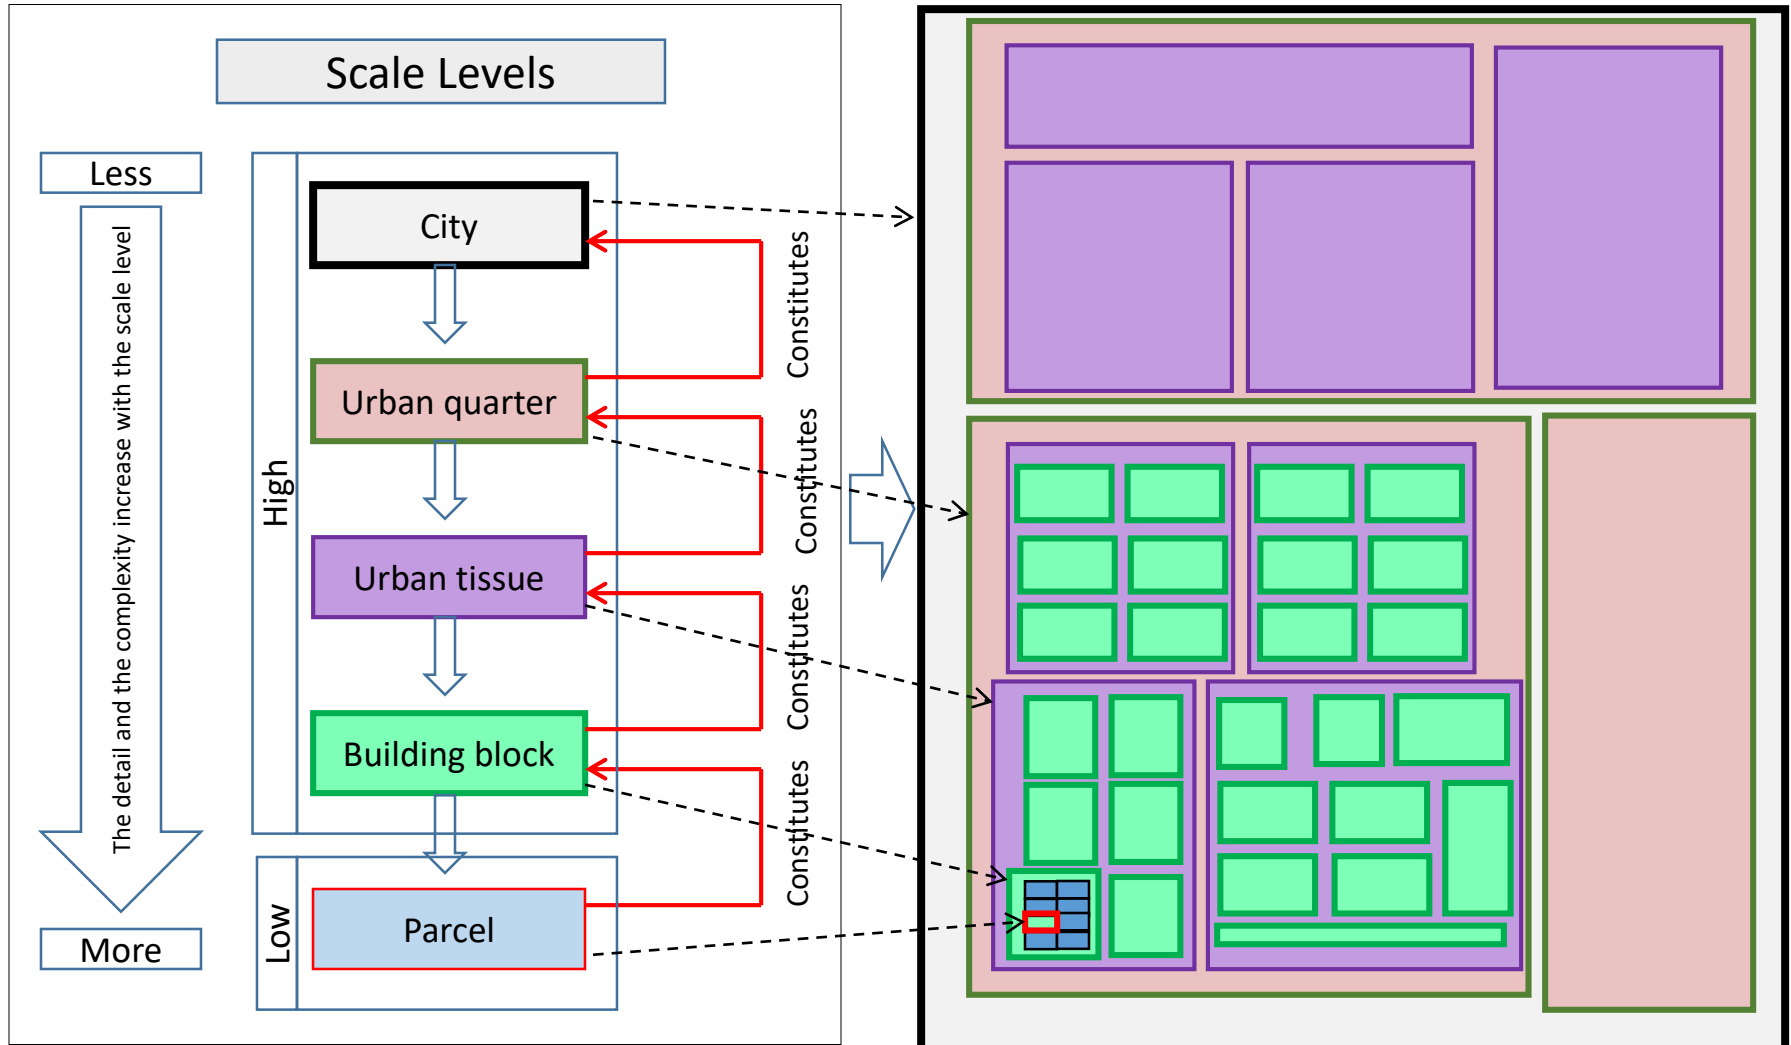 Scale Levels
Less
The detail and the complexity increase with the scale level
More
High
City
Urban quarter
Urban tissue
Building block
Low
Parcel
Constitutes
Constitutes
Constitutes
Constitutes